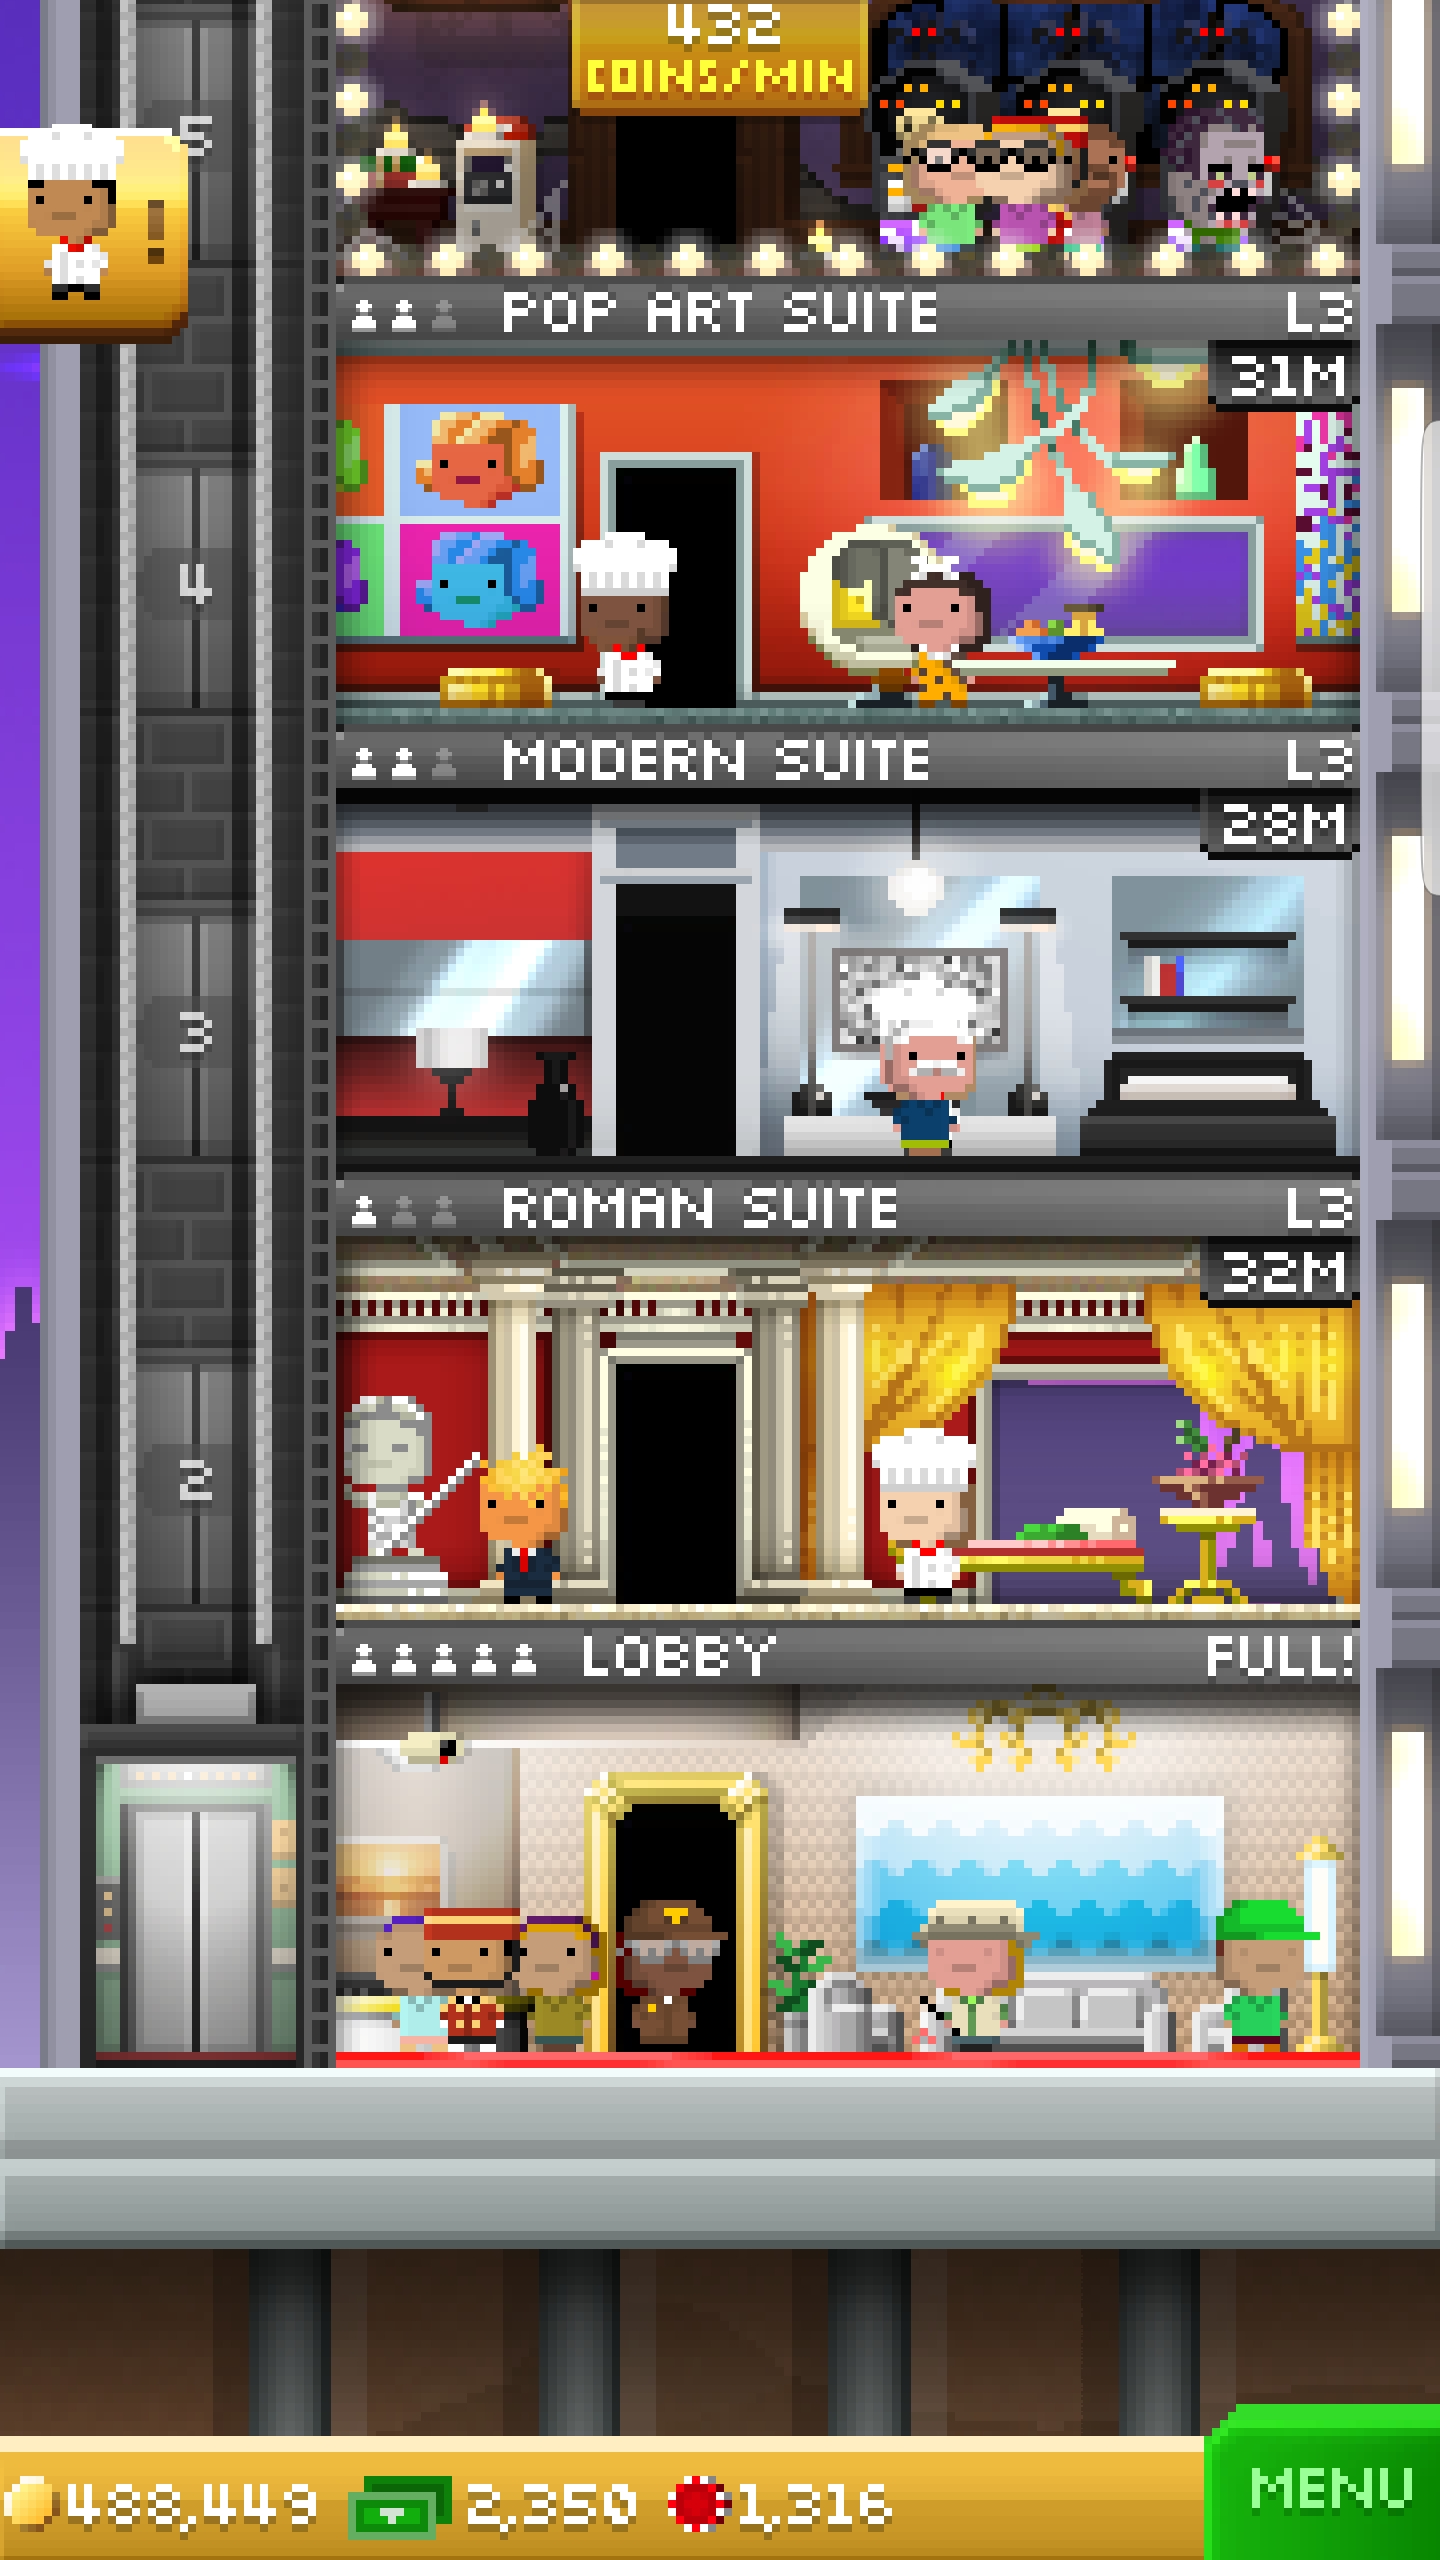 432
COINS/MIN
5
!
POP ART SUITE L3
31M
4
MODERN SUITE L3
28M
3
ROMAN SUITE L3
32M
2
LOBBY FULL!
488,449 2,350 1,316 MENU